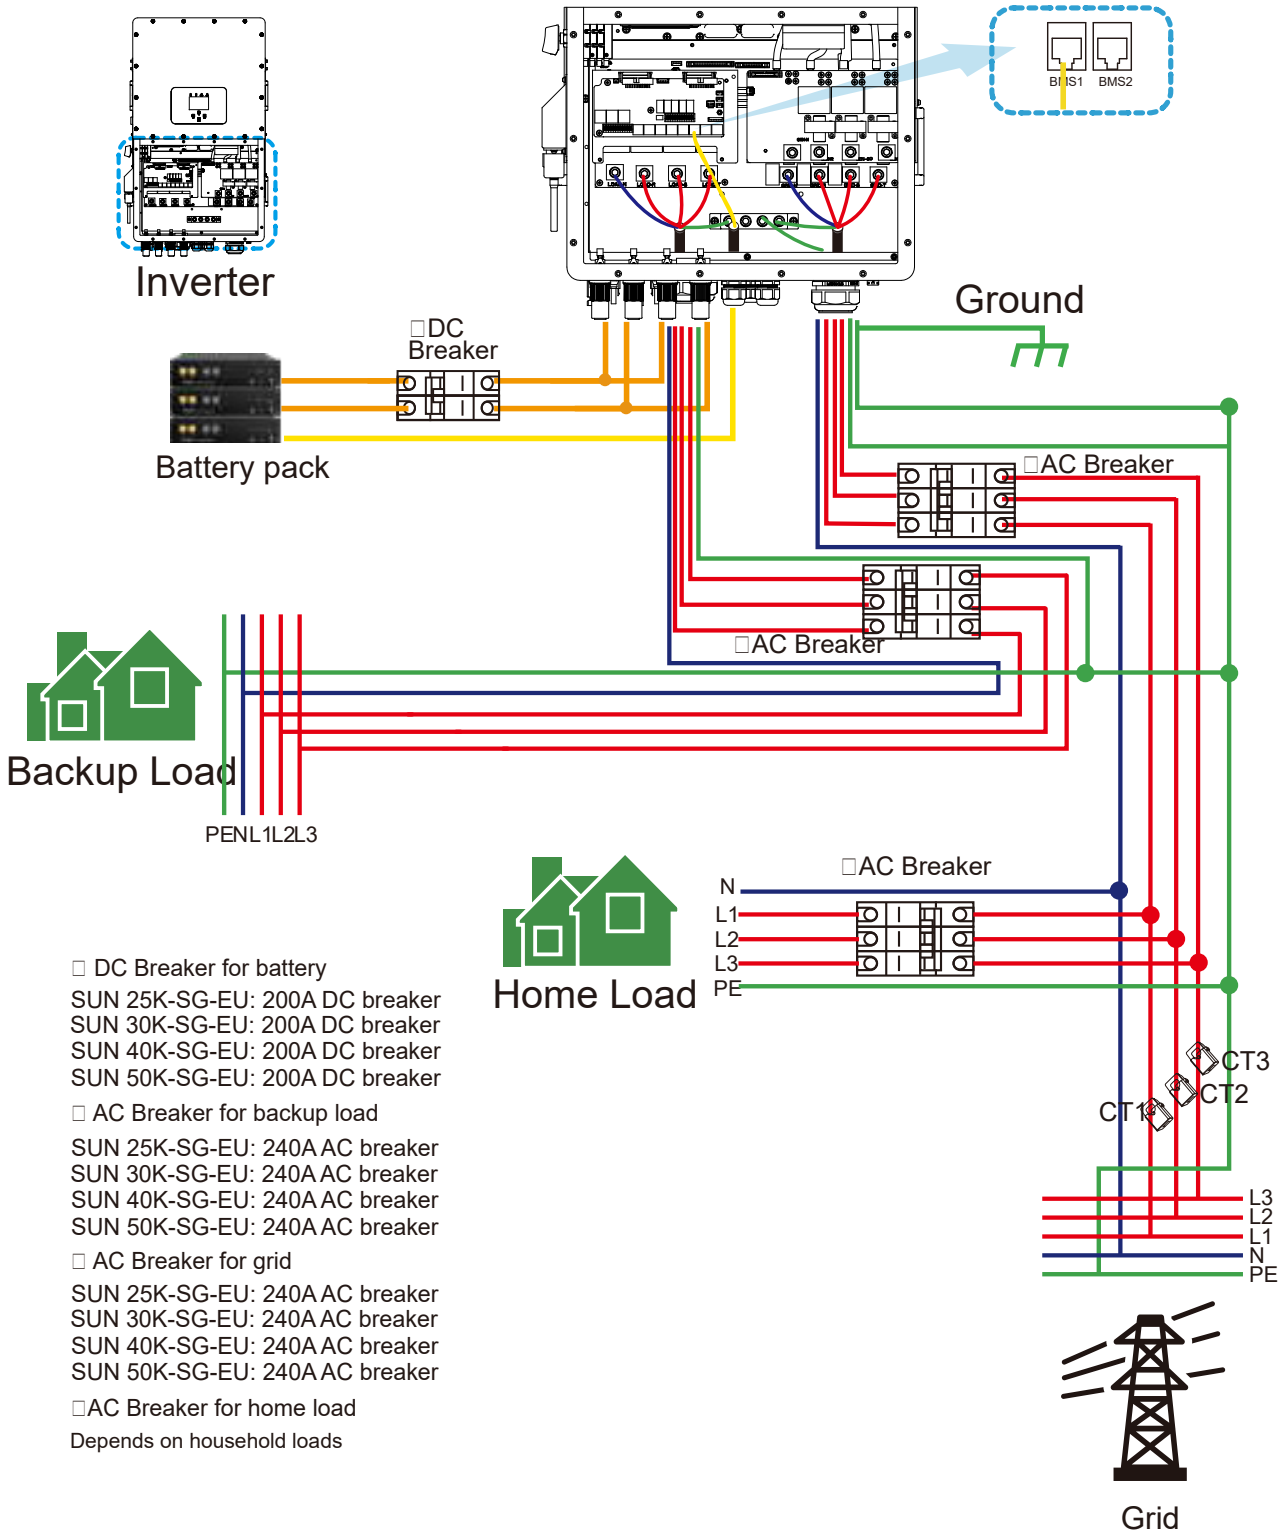 BMS1 BMS2
Inverter
Ground
□DC
Breaker
Battery pack
□AC Breaker
□AC Breaker
Backup Load
PE N L1 L2 L3
□AC Breaker
N
L1
L2
L3
PE
Home Load
□ DC Breaker for battery
SUN 25K-SG-EU: 200A DC breaker
SUN 30K-SG-EU: 200A DC breaker
SUN 40K-SG-EU: 200A DC breaker
SUN 50K-SG-EU: 200A DC breaker
□ AC Breaker for backup load
SUN 25K-SG-EU: 240A AC breaker
SUN 30K-SG-EU: 240A AC breaker
SUN 40K-SG-EU: 240A AC breaker
SUN 50K-SG-EU: 240A AC breaker
□ AC Breaker for grid
SUN 25K-SG-EU: 240A AC breaker
SUN 30K-SG-EU: 240A AC breaker
SUN 40K-SG-EU: 240A AC breaker
SUN 50K-SG-EU: 240A AC breaker
□AC Breaker for home load
Depends on household loads
CT3
CT2
CT1
L3
L2
L1
N
PE
Grid